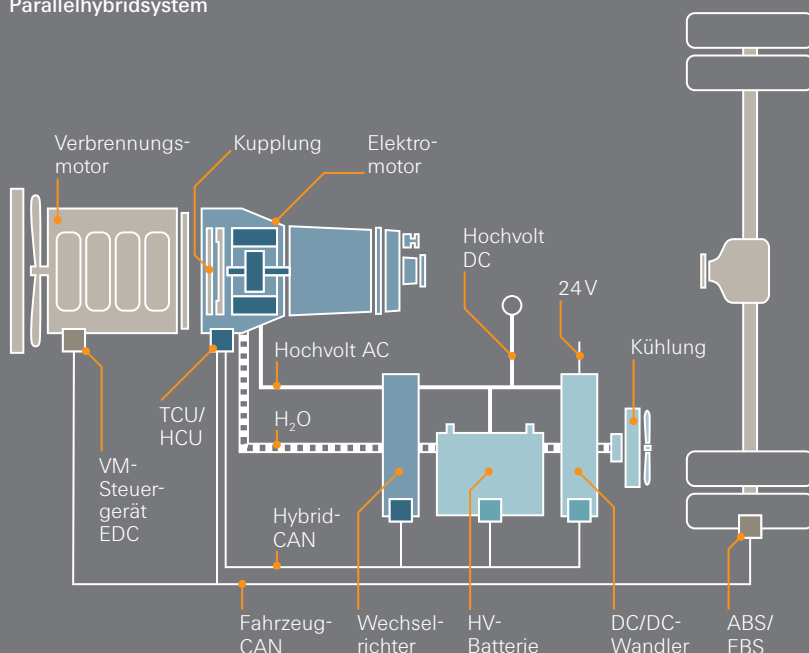 Parallelhybridsystem
Verbrennungs-
motor
Kupplung
Elektro-
motor
Hochvolt
DC
24 V
Kühlung
Hochvolt AC
TCU/
HCU
H₂O
VM-
Steuer-
gerät
EDC
Hybrid-
CAN
Fahrzeug-
CAN
Wechsel-
richter
HV-
Batterie
DC/DC-
Wandler
ABS/
EBS